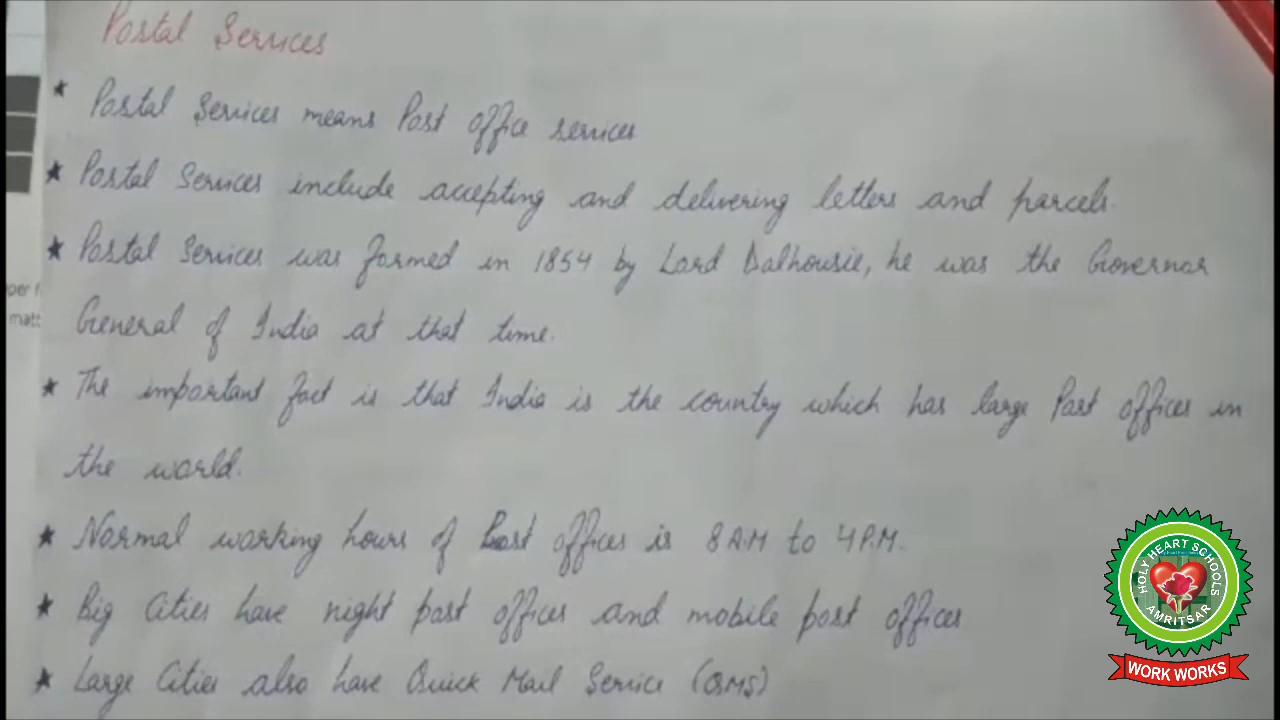 Postal Services
★ Postal Services means Post office services
★ Postal Services include accepting and delivering letters and parcels.
★ Postal Services was formed in 1854 by Lord Dalhousie, he was the Governor
General of India at that time.
★ The important fact is that India is the country which has large Post offices in
the world.
★ Normal working hours of Post offices is 8 A.M to 4 P.M.
★ Big Cities have night post offices and mobile post offices
★ Large Cities also have Quick Mail Service (QMS)
per f
matt
HOLY HEART SCHOOLS
AMRITSAR
WORK WORKS